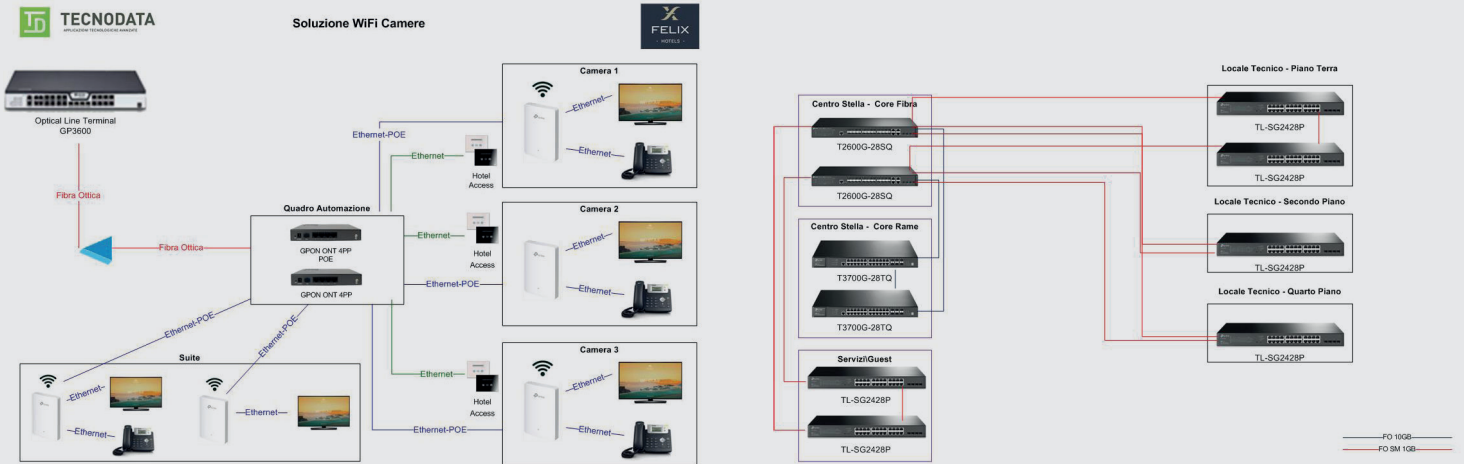 TD
TECNODATA
APPLICAZIONI TECNOLOGICHE AVANZATE
Soluzione WiFi Camere
FELIX
- HOTELS -
Optical Line Terminal
GP3600
Fibra Ottica
Fibra Ottica
Quadro Automazione
GPON ONT 4PP
POE
GPON ONT 4PP
Ethernet-POE
Ethernet
Hotel
Access
Camera 1
Ethernet
Ethernet
Ethernet
Hotel
Access
Ethernet-POE
Camera 2
Ethernet
Ethernet
Ethernet
Hotel
Access
Ethernet-POE
Camera 3
Ethernet
Ethernet
Ethernet-POE
Ethernet-POE
Suite
Ethernet
Ethernet
Ethernet
Centro Stella - Core Fibra
T2600G-28SQ
T2600G-28SQ
Centro Stella - Core Rame
T3700G-28TQ
T3700G-28TQ
Servizi\Guest
TL-SG2428P
TL-SG2428P
Locale Tecnico - Piano Terra
TL-SG2428P
TL-SG2428P
Locale Tecnico - Secondo Piano
TL-SG2428P
Locale Tecnico - Quarto Piano
TL-SG2428P
FO 10GB
FO SM 1GB